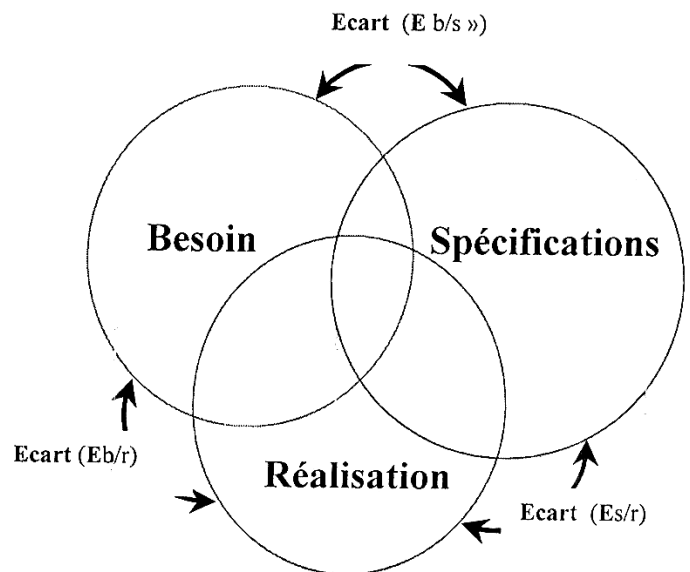 Ecart (E b/s »)
Besoin
Spécifications
Ecart (Eb/r)
Réalisation
Ecart (Es/r)